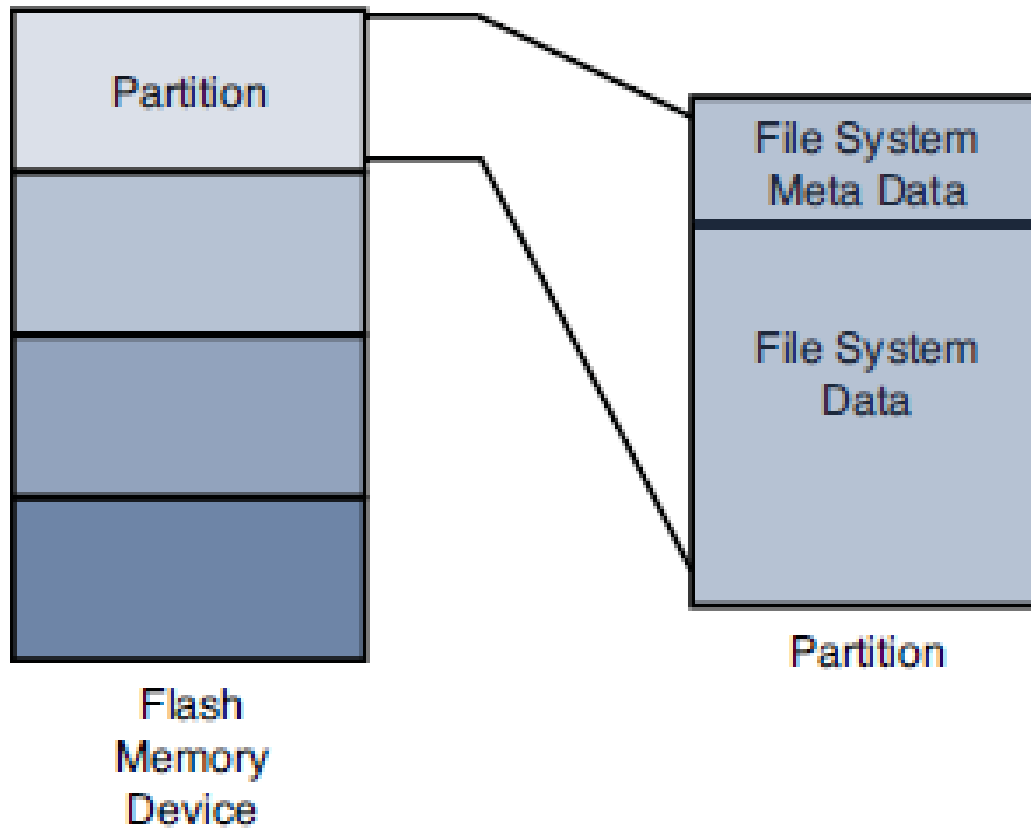 Partition
File System
Meta Data
File System
Data
Partition
Flash
Memory
Device